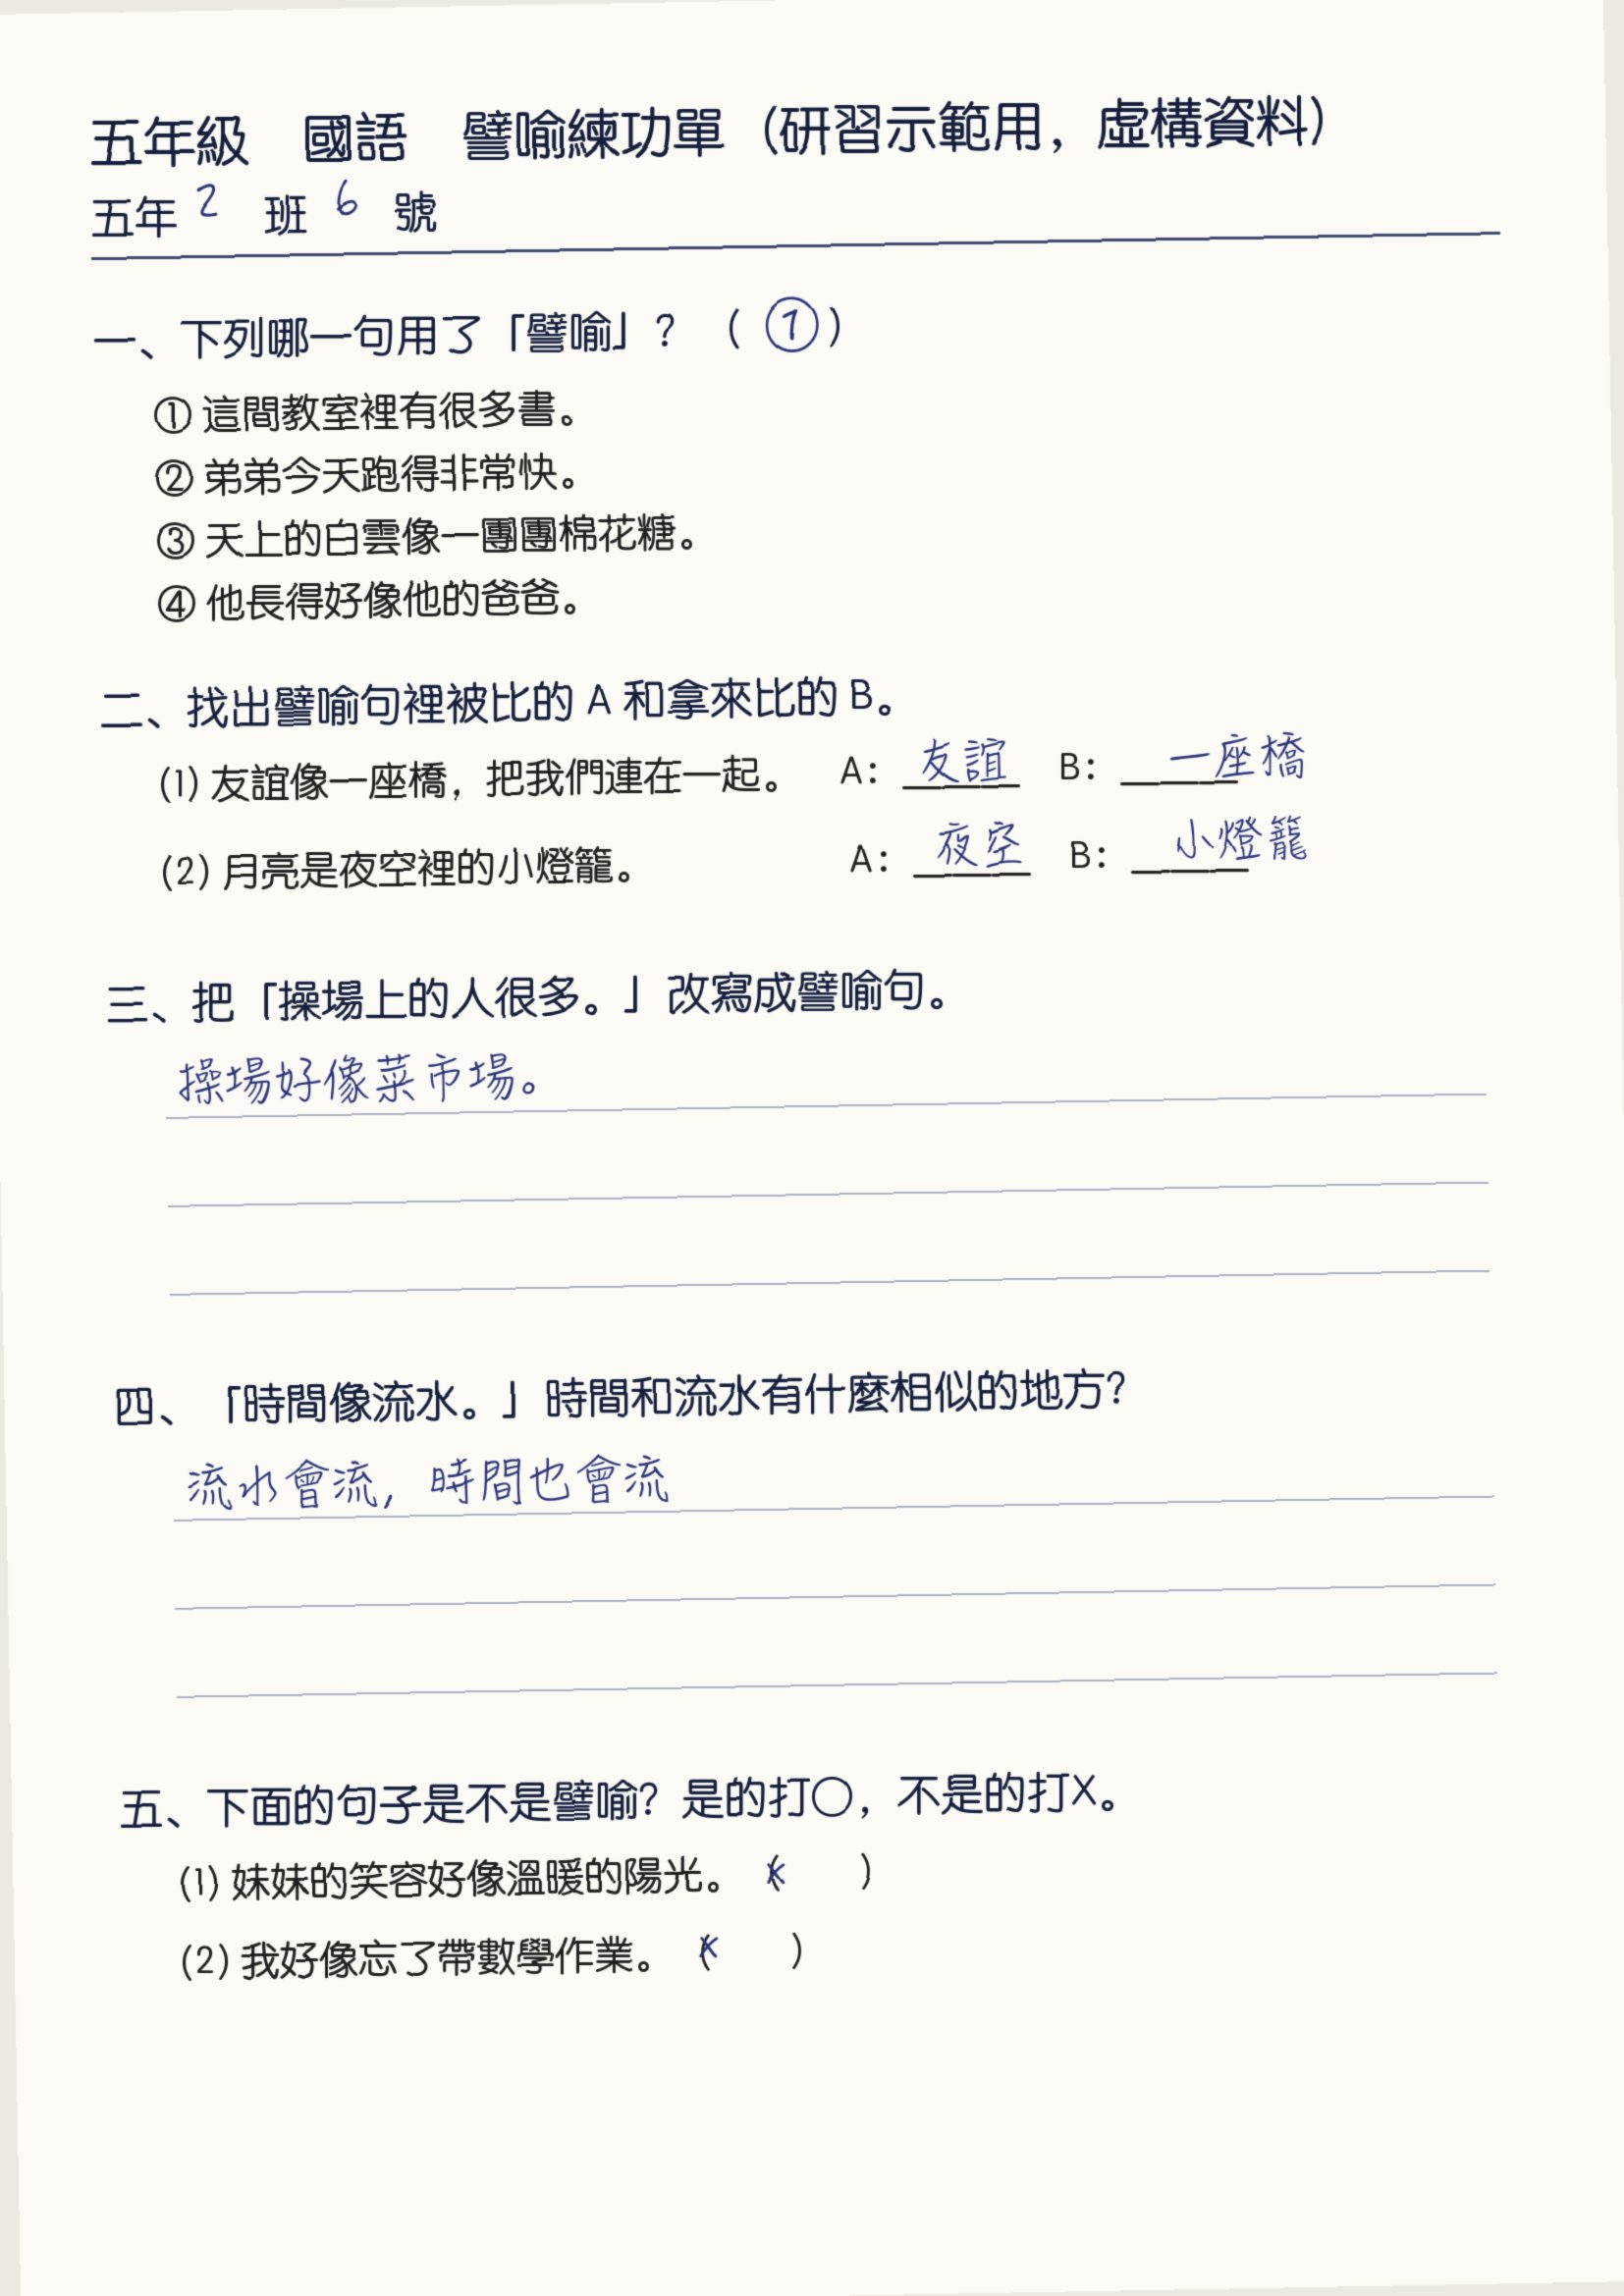 五年級 國語 譬喻練功單（研習示範用，虛構資料）
五年 2 班 6 號
一、下列哪一句用了「譬喻」？（ ① ）
① 這間教室裡有很多書。
② 弟弟今天跑得非常快。
③ 天上的白雲像一團團棉花糖。
④ 他長得好像他的爸爸。
二、找出譬喻句裡被比的 A 和拿來比的 B。
(1) 友誼像一座橋，把我們連在一起。 A：友誼 B：一座橋
(2) 月亮是夜空裡的小燈籠。 A：夜空 B：小燈籠
三、把「操場上的人很多。」改寫成譬喻句。
操場好像菜市場。
四、「時間像流水。」時間和流水有什麼相似的地方？
流水會流，時間也會流
五、下面的句子是不是譬喻？是的打○，不是的打X。
(1) 妹妹的笑容好像溫暖的陽光。（ × ）
(2) 我好像忘了帶數學作業。（ × ）